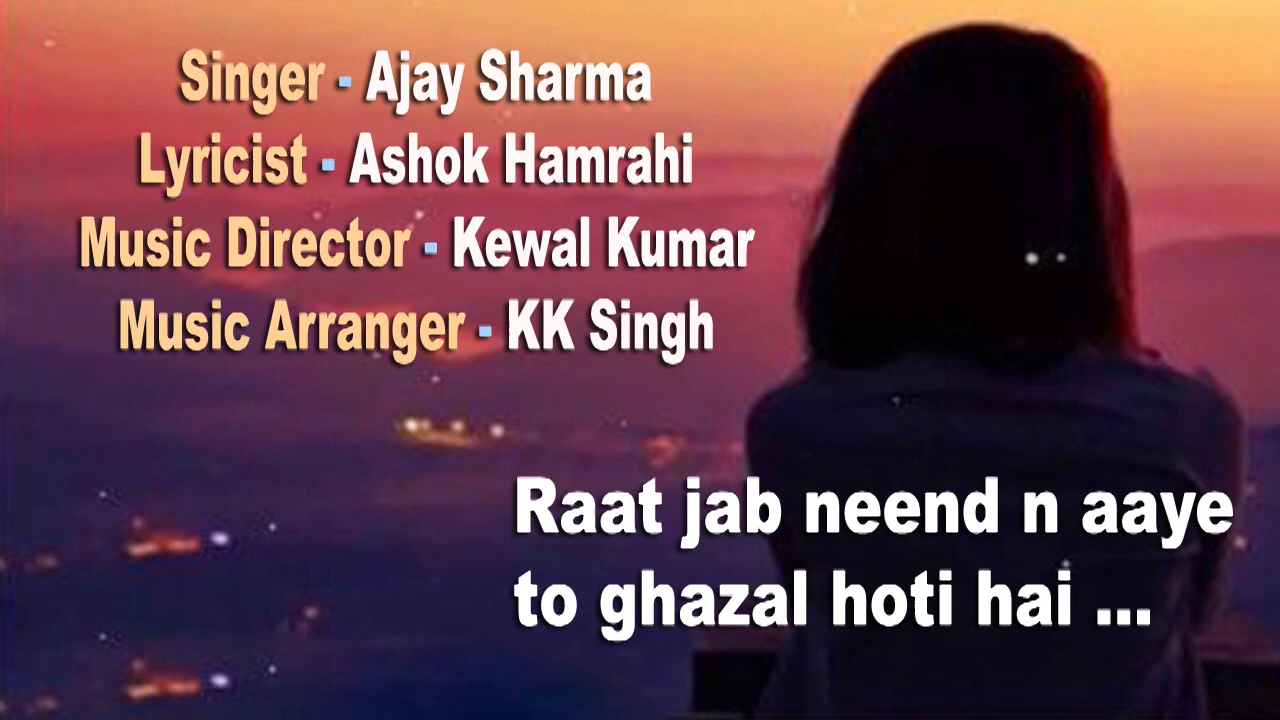 Singer - Ajay Sharma
Lyricist - Ashok Hamrahi
Music Director - Kewal Kumar
Music Arranger - KK Singh
Raat jab neend n aaye
to ghazal hoti hai ...